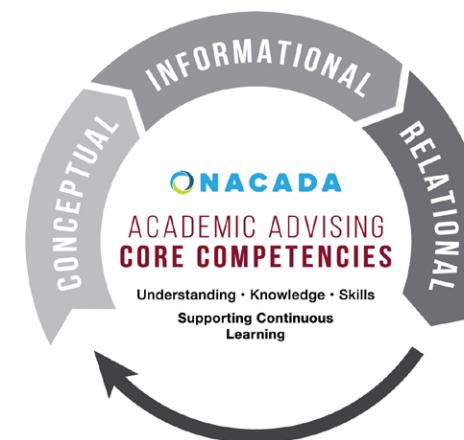 CONCEPTUAL
INFORMATIONAL
RELATIONAL
NACADA
ACADEMIC ADVISING
CORE COMPETENCIES
Understanding · Knowledge · Skills
Supporting Continuous
Learning